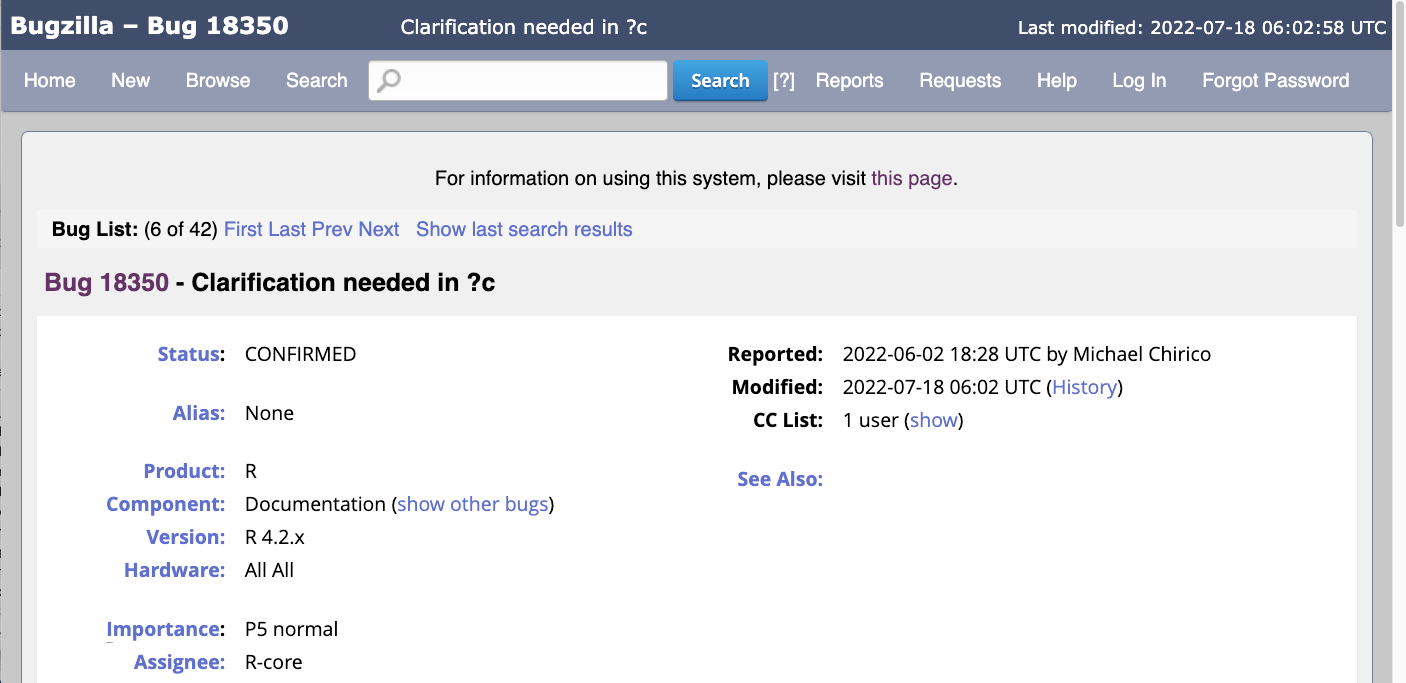 Bugzilla – Bug 18350 Clarification needed in ?c Last modified: 2022-07-18 06:02:58 UTC
Home New Browse Search Search [?] Reports Requests Help Log In Forgot Password
For information on using this system, please visit this page.
Bug List: (6 of 42) First Last Prev Next Show last search results
Bug 18350 - Clarification needed in ?c
Status: CONFIRMED
Alias: None
Product: R
Component: Documentation (show other bugs)
Version: R 4.2.x
Hardware: All All
Importance: P5 normal
Assignee: R-core
Reported: 2022-06-02 18:28 UTC by Michael Chirico
Modified: 2022-07-18 06:02 UTC (History)
CC List: 1 user (show)
See Also: